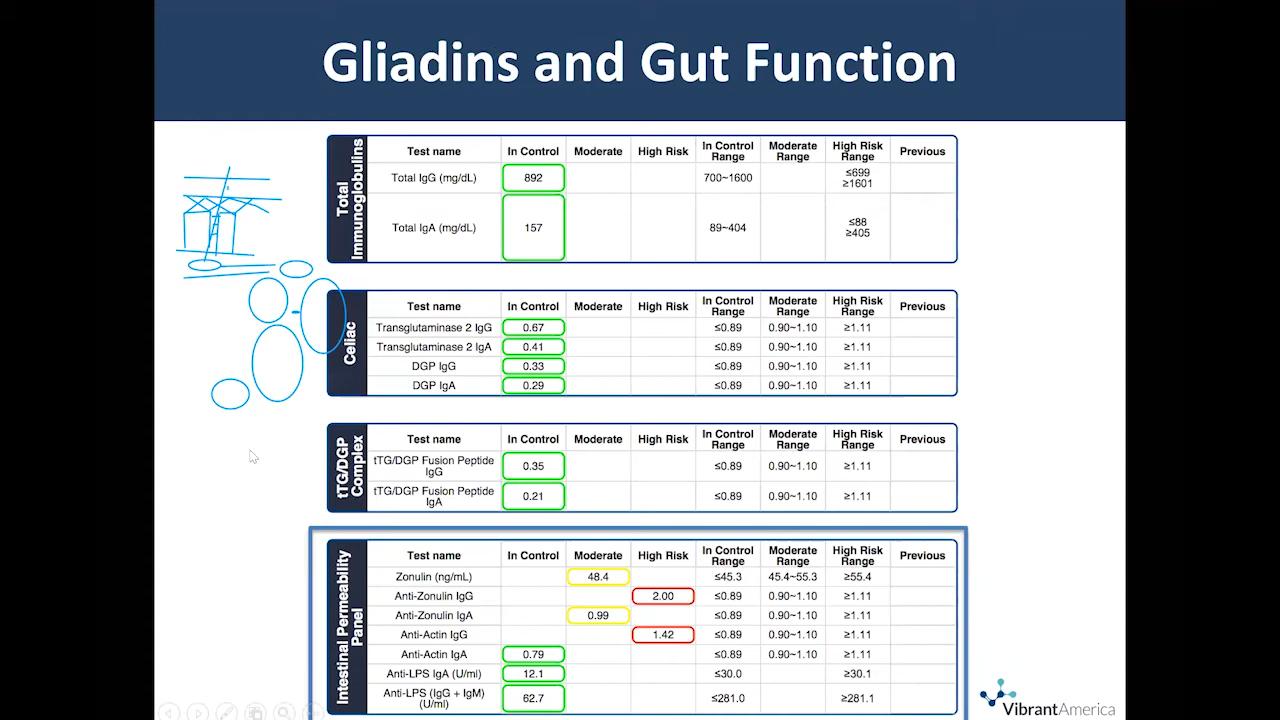 Gliadins and Gut Function
Total Immunoglobulins
Test name In Control Moderate High Risk In Control Range Moderate Range High Risk Range Previous
Total IgG (mg/dL) 892 700~1600 ≤699 ≥1601
Total IgA (mg/dL) 157 89~404 ≤88 ≥405
Celiac
Test name In Control Moderate High Risk In Control Range Moderate Range High Risk Range Previous
Transglutaminase 2 IgG 0.67 ≤0.89 0.90~1.10 ≥1.11
Transglutaminase 2 IgA 0.41 ≤0.89 0.90~1.10 ≥1.11
DGP IgG 0.33 ≤0.89 0.90~1.10 ≥1.11
DGP IgA 0.29 ≤0.89 0.90~1.10 ≥1.11
tTG/DGP Complex
Test name In Control Moderate High Risk In Control Range Moderate Range High Risk Range Previous
tTG/DGP Fusion Peptide IgG 0.35 ≤0.89 0.90~1.10 ≥1.11
tTG/DGP Fusion Peptide IgA 0.21 ≤0.89 0.90~1.10 ≥1.11
Intestinal Permeability Panel
Test name In Control Moderate High Risk In Control Range Moderate Range High Risk Range Previous
Zonulin (ng/mL) 48.4 ≤45.3 45.4~55.3 ≥55.4
Anti-Zonulin IgG 2.00 ≤0.89 0.90~1.10 ≥1.11
Anti-Zonulin IgA 0.99 ≤0.89 0.90~1.10 ≥1.11
Anti-Actin IgG 1.42 ≤0.89 0.90~1.10 ≥1.11
Anti-Actin IgA 0.79 ≤0.89 0.90~1.10 ≥1.11
Anti-LPS IgA (U/ml) 12.1 ≤30.0 ≥30.1
Anti-LPS (IgG + IgM) (U/ml) 62.7 ≤281.0 ≥281.1
VibrantAmerica